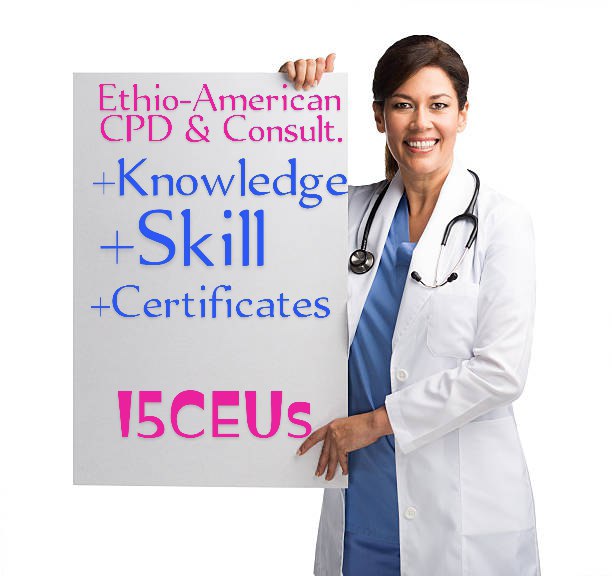 Ethio-American
CPD & Consult.
+Knowledge
+Skill
+Certificates
15CEUs